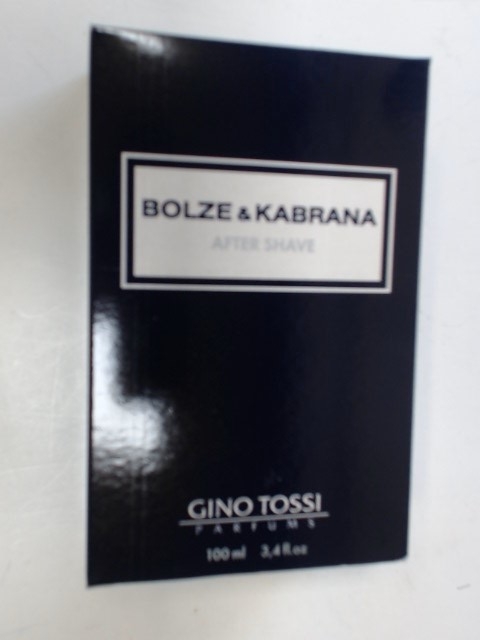 BOLZE & KABRANA
AFTER SHAVE
GINO TOSSI
PARFUMS
100 ml 3,4 fl.oz